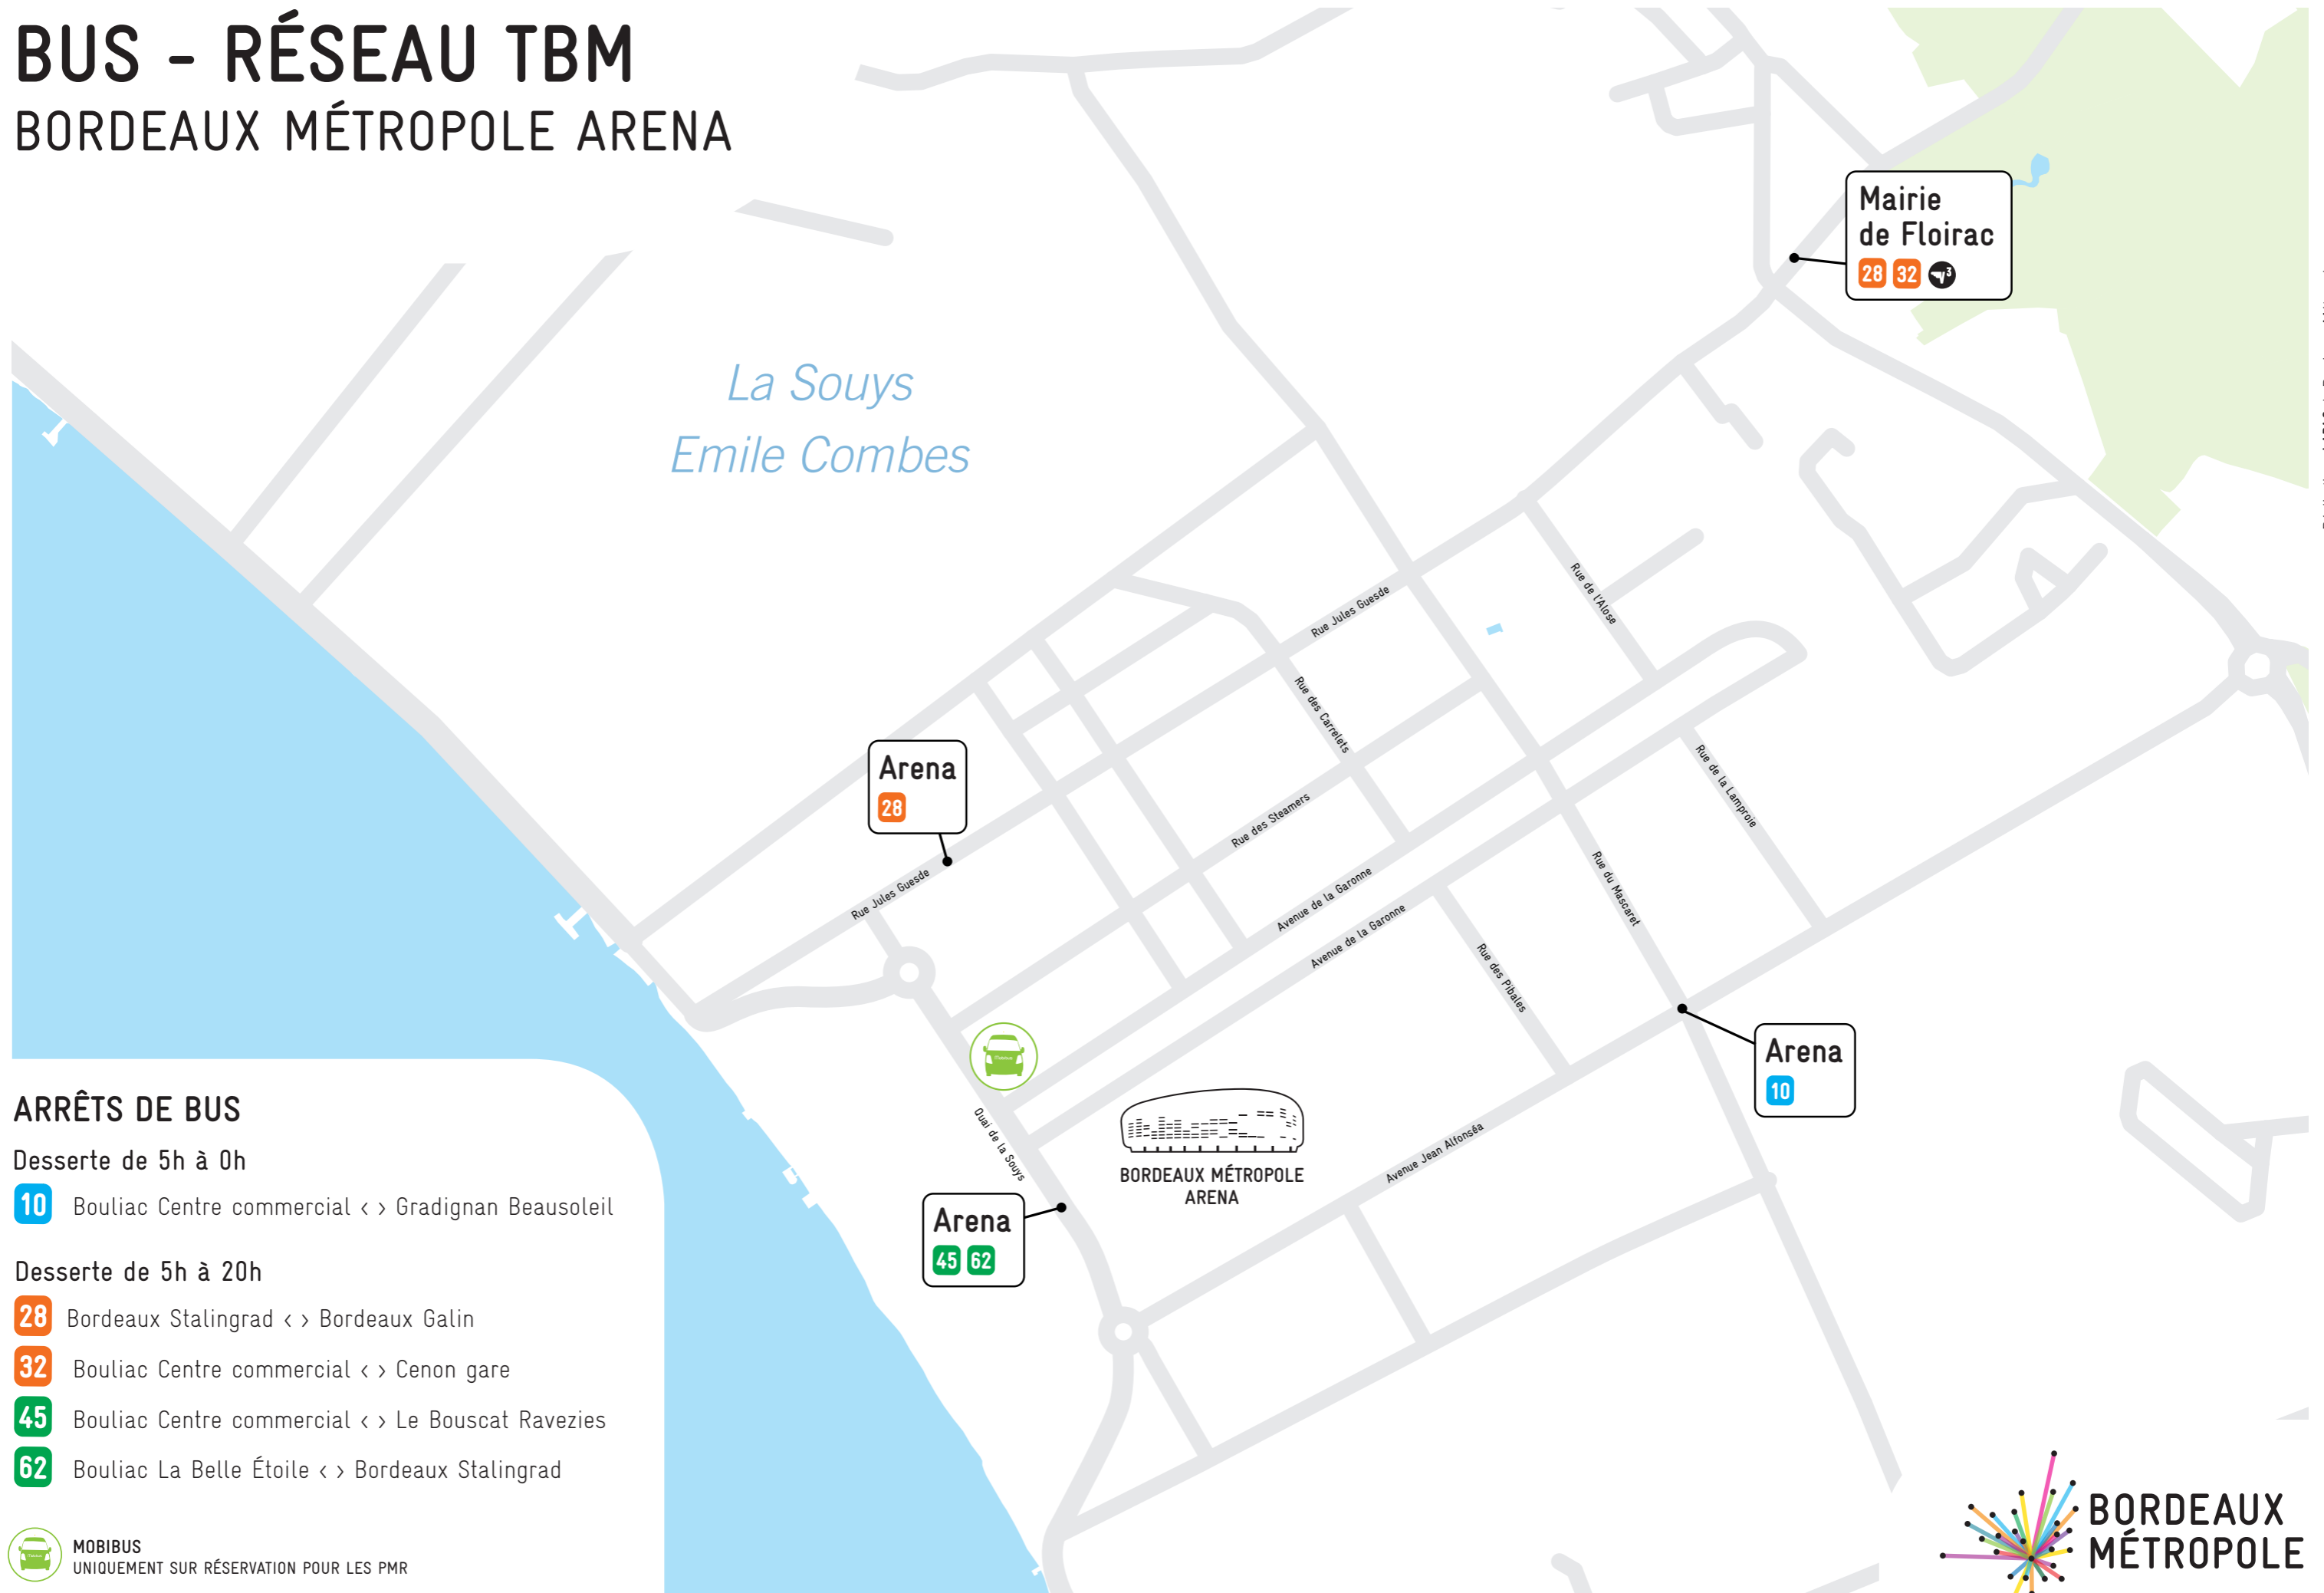 BUS - RÉSEAU TBM
BORDEAUX MÉTROPOLE ARENA
Mairie
de Floirac
28 32
3
La Souys
Emile Combes
Rue de l'Alose
Rue Jules Guesde
Rue des Carrelets
Arena
28
Rue de la Lamproie
Rue des Steamers
Rue Jules Guesde
Avenue de la Garonne
Rue du Mascaret
Avenue de la Garonne
Rue des Pibales
Arena
10
Quai de la Souys
Avenue Jean Alfonséa
BORDEAUX MÉTROPOLE
ARENA
Arena
45 62
ARRÊTS DE BUS
Desserte de 5h à 0h
10 Bouliac Centre commercial < > Gradignan Beausoleil
Desserte de 5h à 20h
28 Bordeaux Stalingrad < > Bordeaux Galin
32 Bouliac Centre commercial < > Cenon gare
45 Bouliac Centre commercial < > Le Bouscat Ravezies
62 Bouliac La Belle Étoile < > Bordeaux Stalingrad
MOBIBUS
UNIQUEMENT SUR RÉSERVATION POUR LES PMR
BORDEAUX
MÉTROPOLE